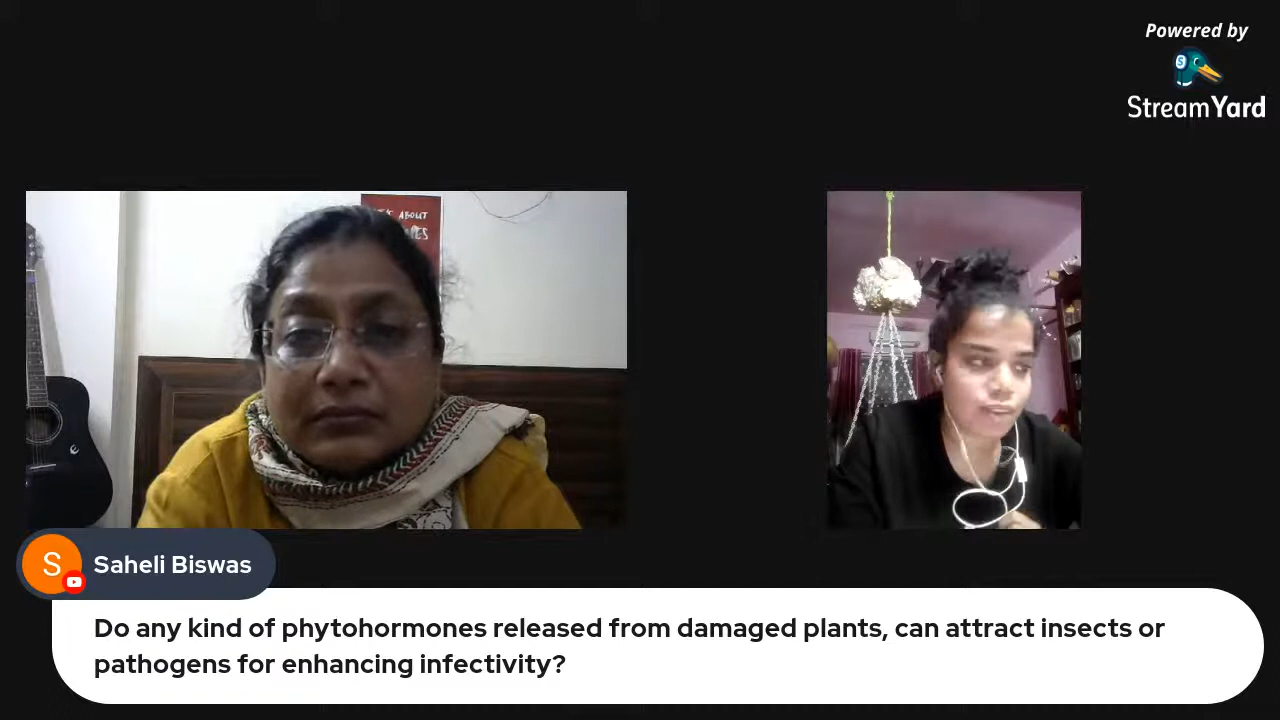 Powered by
StreamYard
ABOUT
Saheli Biswas
Do any kind of phytohormones released from damaged plants, can attract insects or
pathogens for enhancing infectivity?